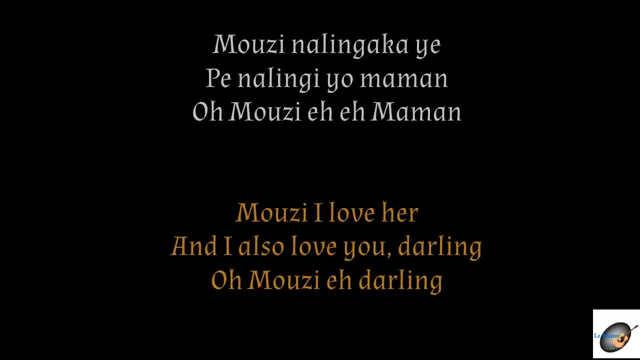 Mouzi nalingaka ye
Pe nalingi yo maman
Oh Mouzi eh eh Maman
Mouzi I love her
And I also love you, darling
Oh Mouzi eh darling